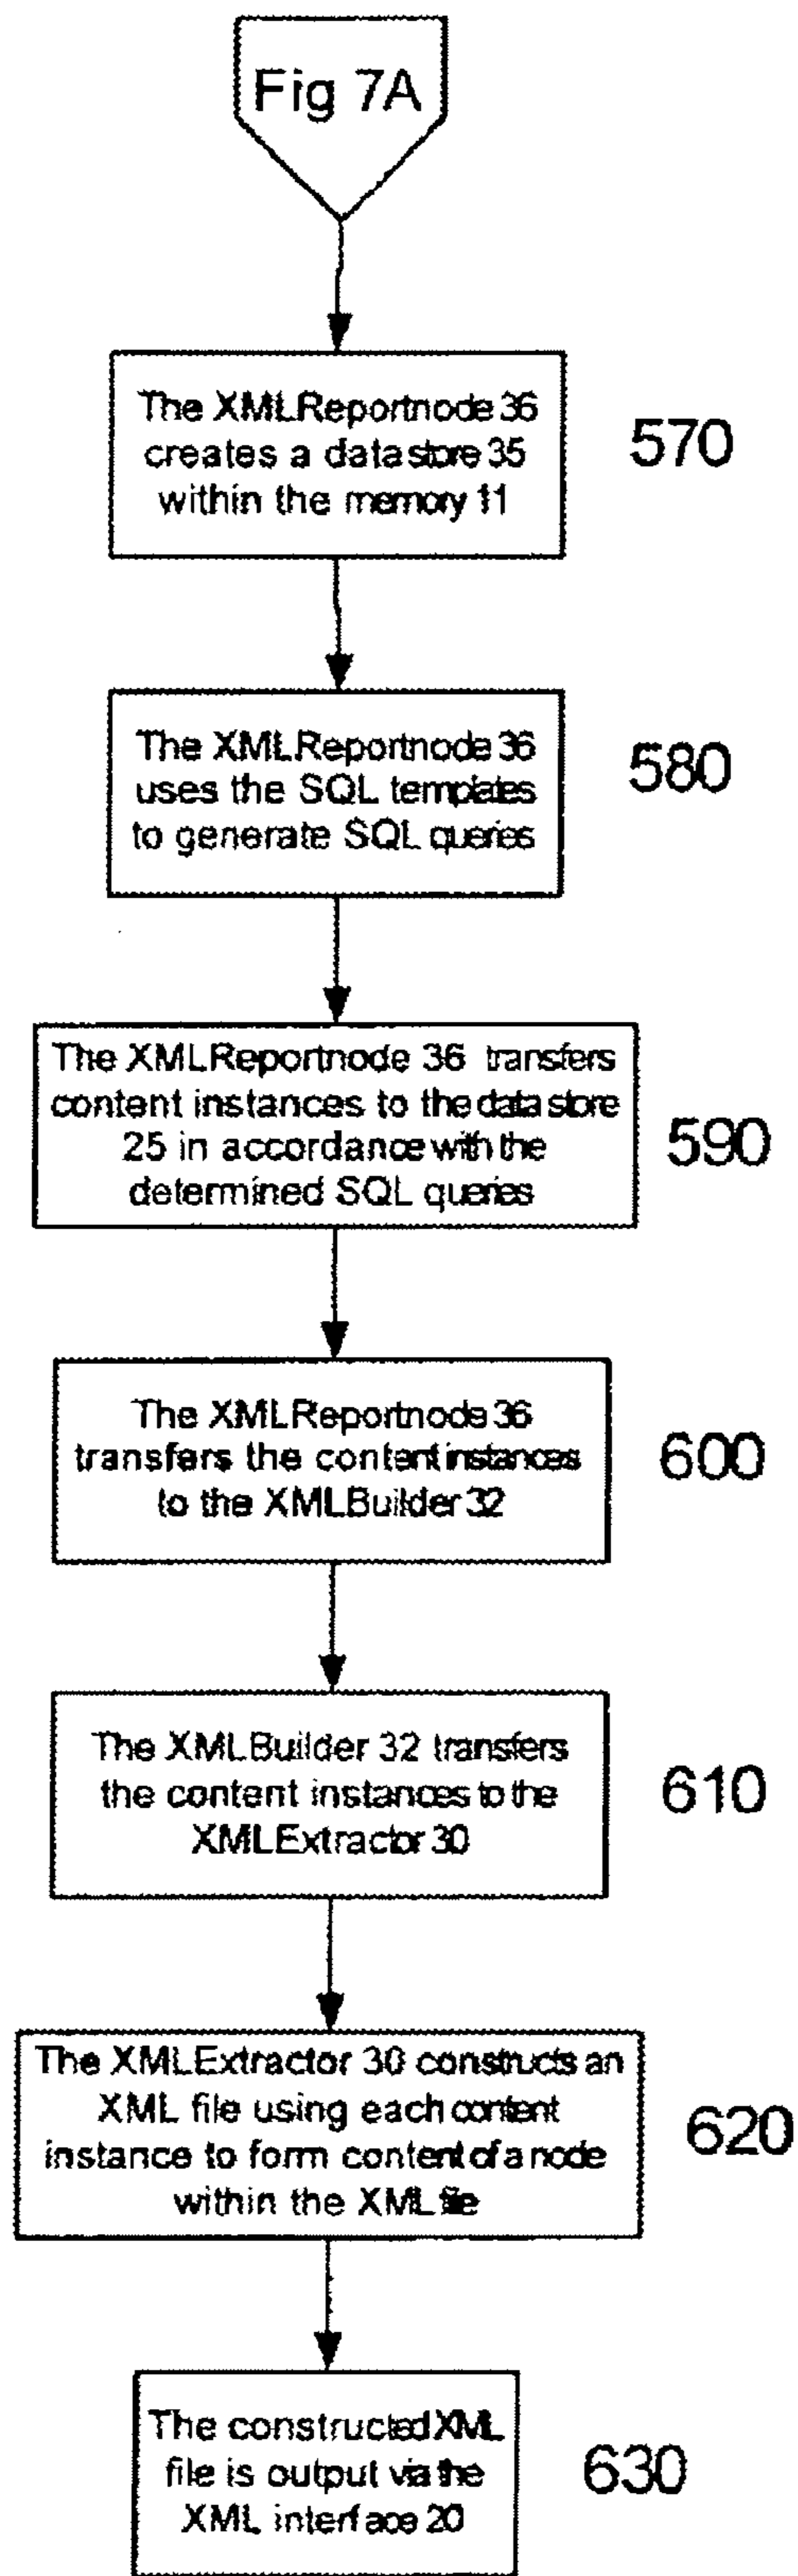 Fig 7A
The XMLReportnode 36
creates a data store 35
within the memory 11
570
The XMLReportnode 36
uses the SQL templates
to generate SQL queries
580
The XMLReportnode 36 transfers
content instances to the data store
25 in accordance with the
determined SQL queries
590
The XMLReportnode 36
transfers the content instances
to the XMLBuilder 32
600
The XMLBuilder 32 transfers
the content instances to the
XMLExtractor 30
610
The XMLExtractor 30 constructs an
XML file using each content
instance to form content of a node
within the XML file
620
The constructed XML
file is output via the
XML interface 20
630